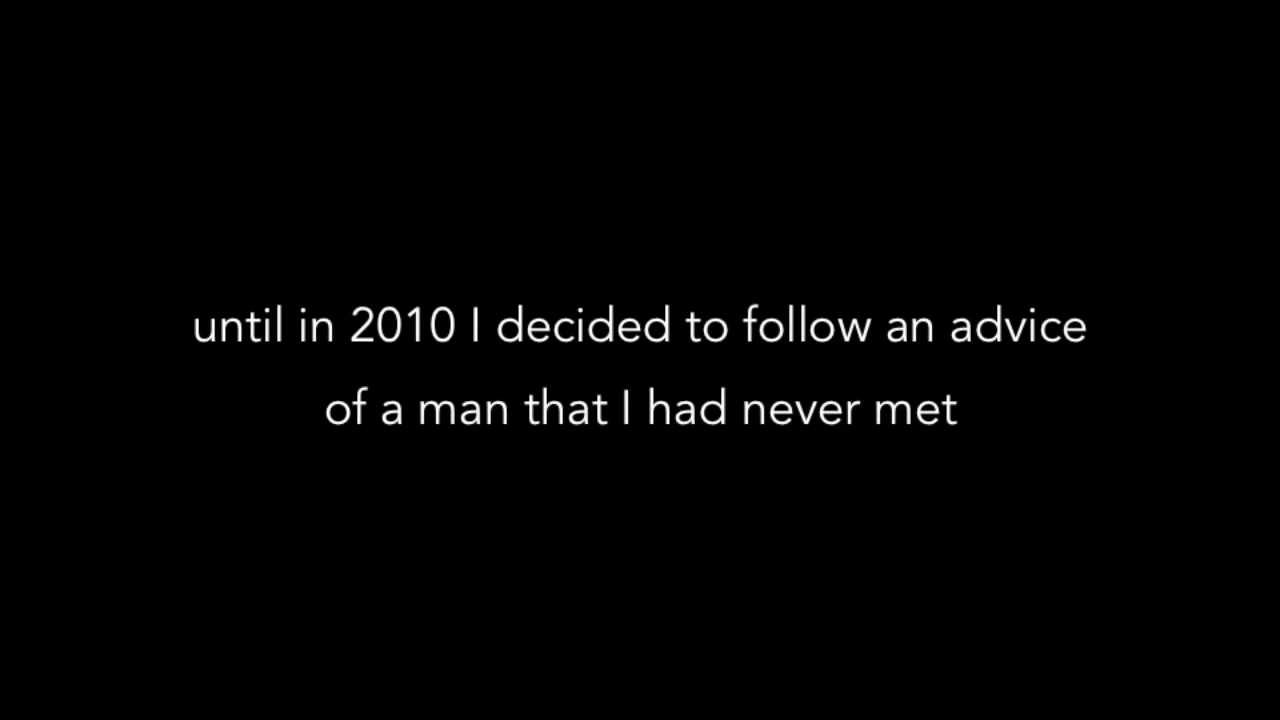 until in 2010 I decided to follow an advice
of a man that I had never met